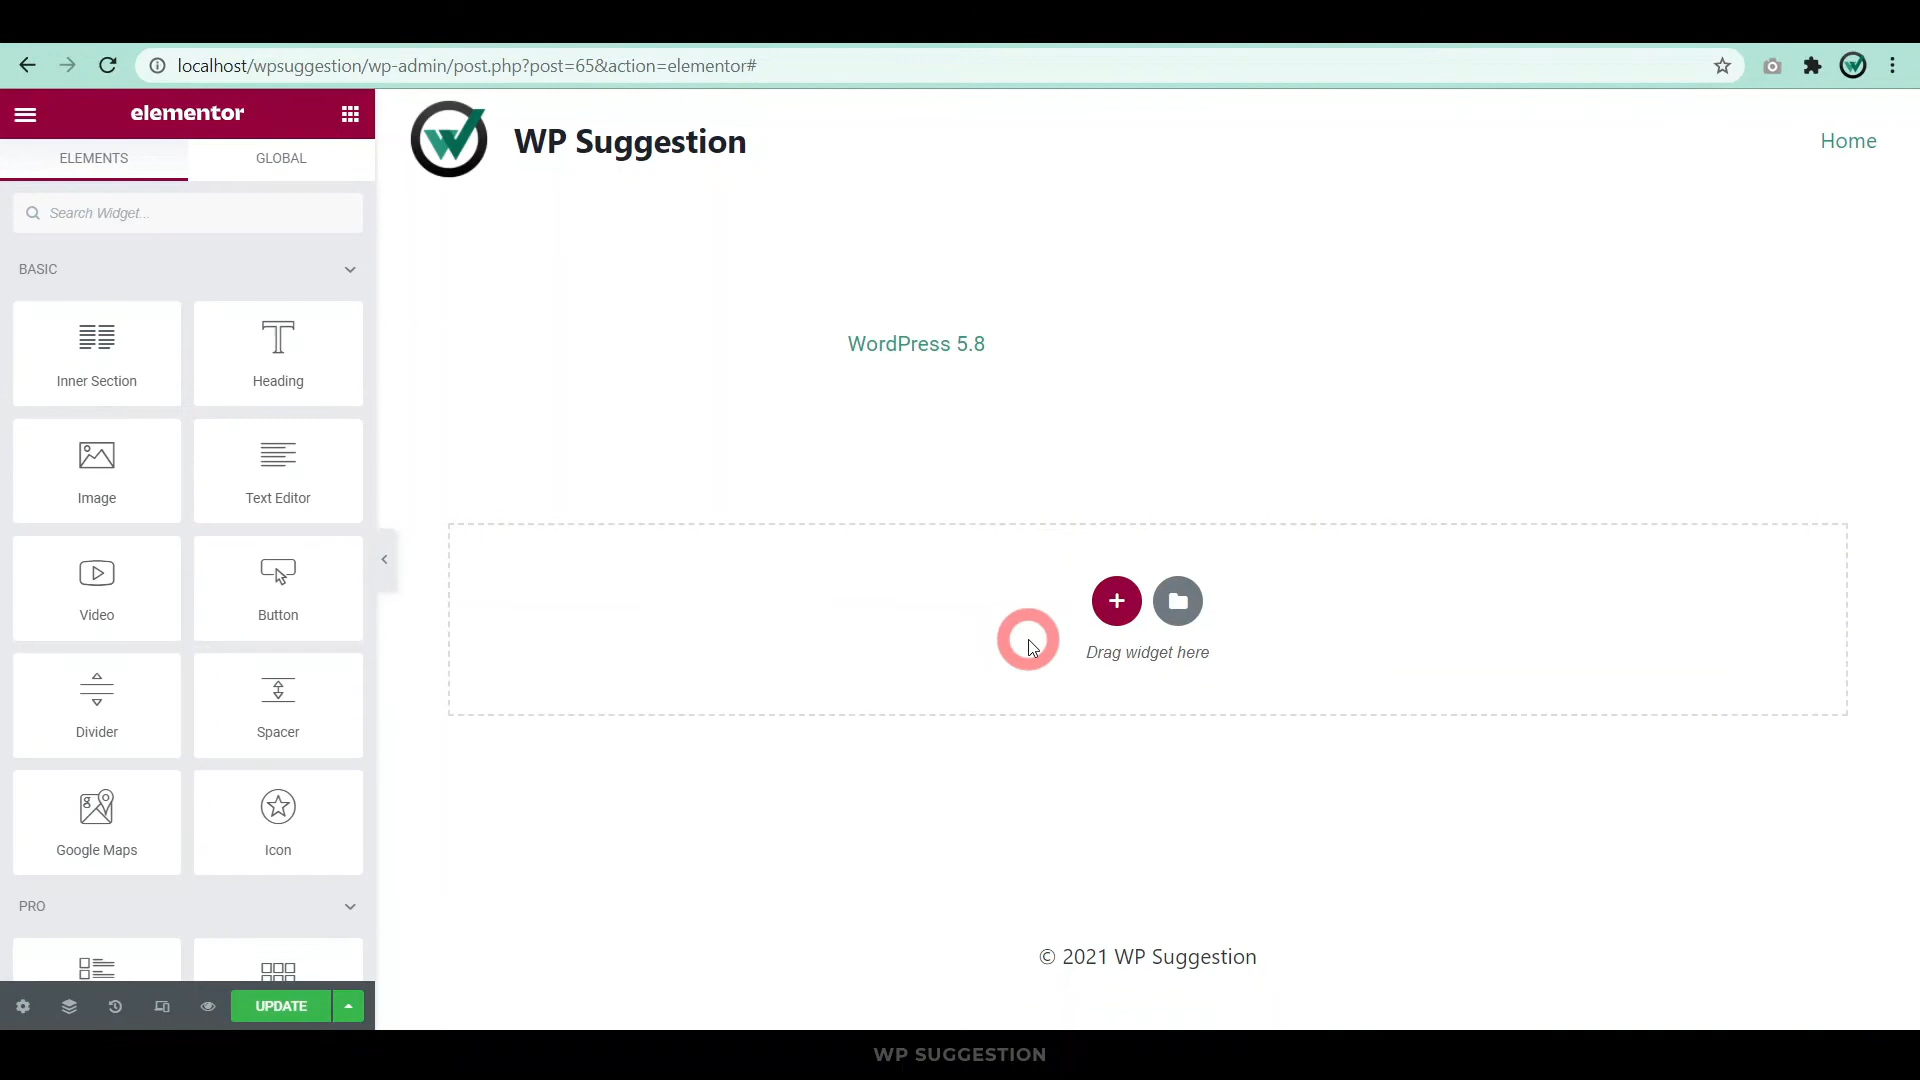 localhost/wpsuggestion/wp-admin/post.php?post=65&action=elementor#
elementor
ELEMENTS
GLOBAL
Search Widget...
BASIC
Inner Section
Heading
Image
Text Editor
Video
Button
Divider
Spacer
Google Maps
Icon
PRO
UPDATE
WP Suggestion
Home
WordPress 5.8
Drag widget here
© 2021 WP Suggestion
WP SUGGESTION